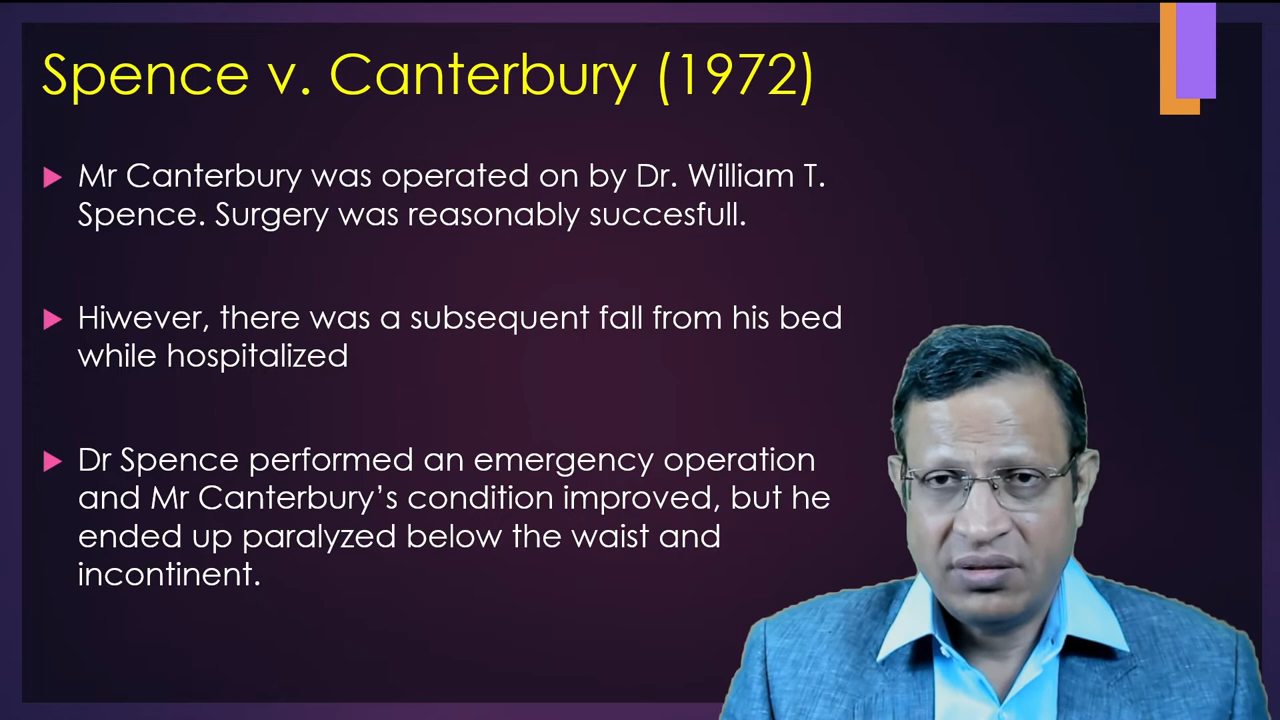 Spence v. Canterbury (1972)
Mr Canterbury was operated on by Dr. William T.
Spence. Surgery was reasonably succesfull.
Hiwever, there was a subsequent fall from his bed
while hospitalized
Dr Spence performed an emergency operation
and Mr Canterbury’s condition improved, but he
ended up paralyzed below the waist and
incontinent.